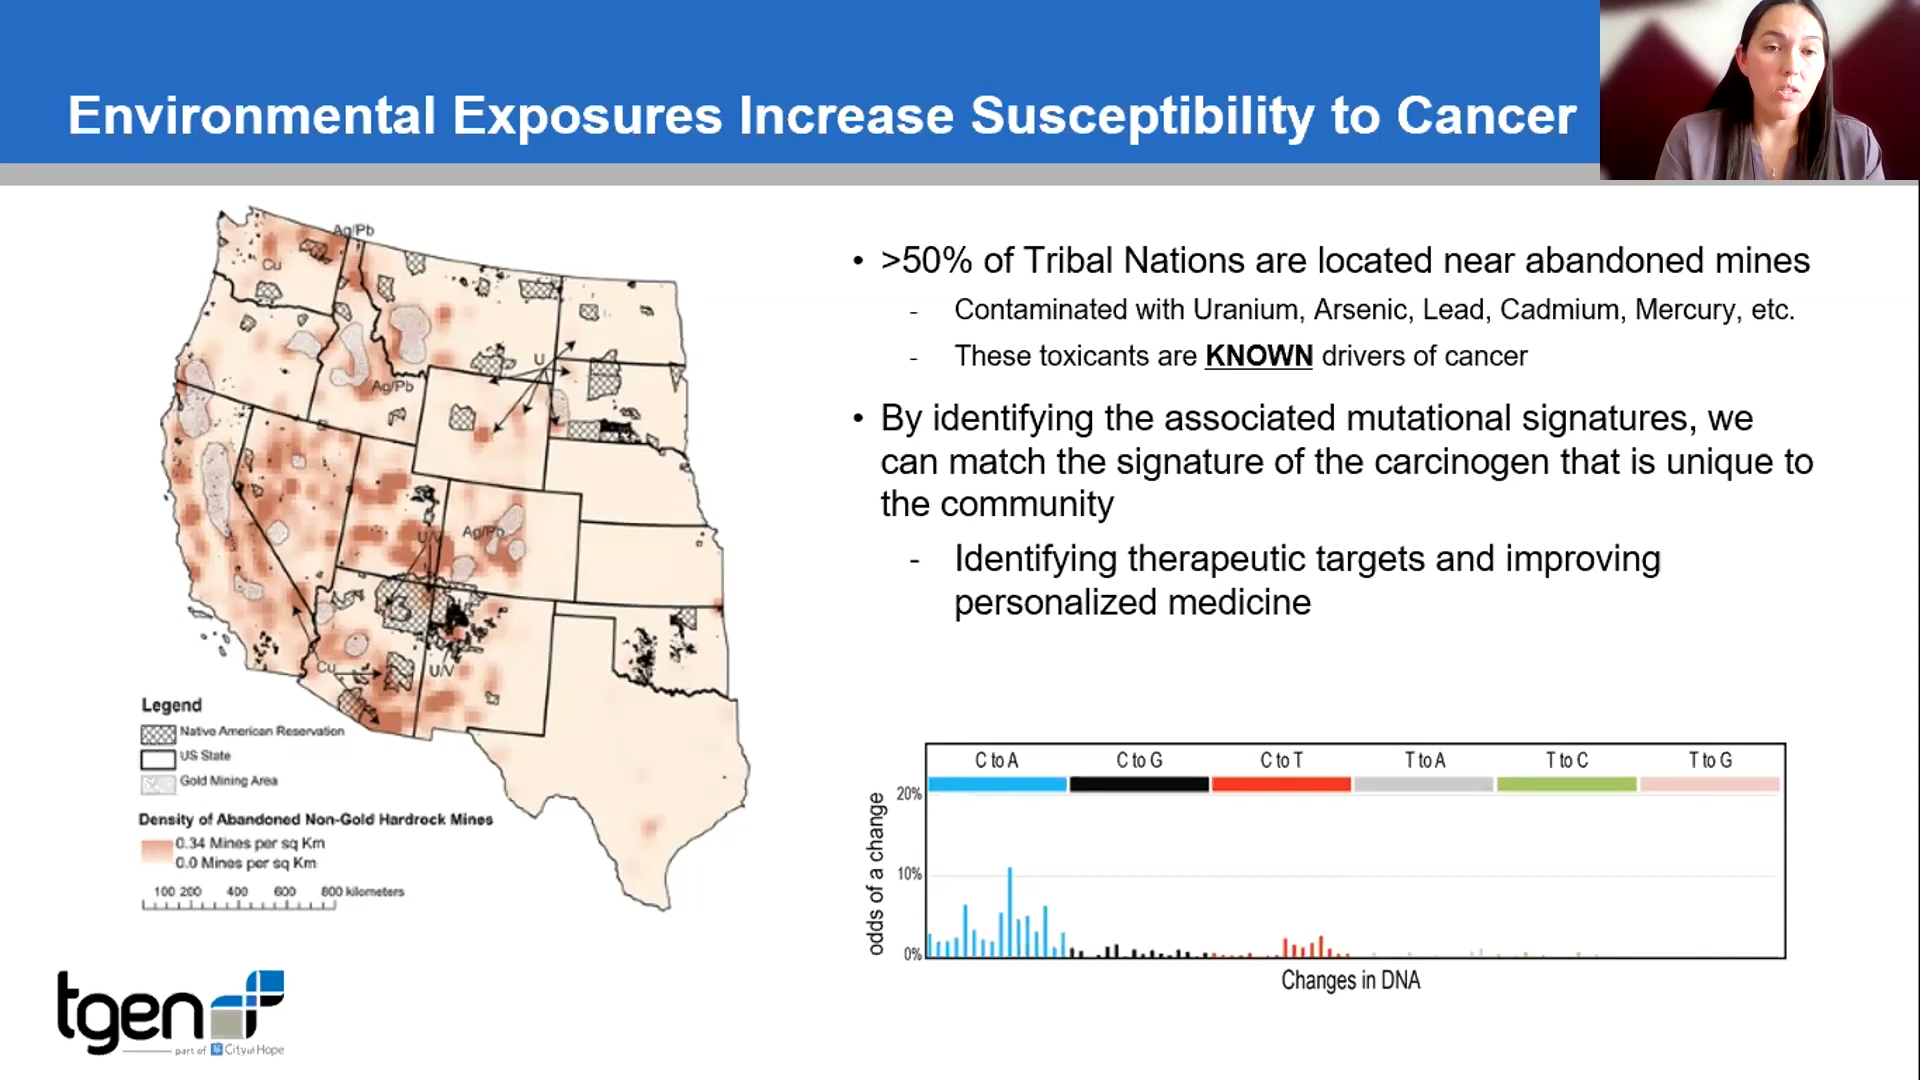 Environmental Exposures Increase Susceptibility to Cancer
Ag/Pb
Cu
U
Ag/Pb
U/V
Ag/Pb
Cu
U/V
Legend
Native American Reservation
US State
Gold Mining Area
Density of Abandoned Non-Gold Hardrock Mines
0.34 Mines per sq Km
0.0 Mines per sq Km
100 200 400 600 800 kilometers
• >50% of Tribal Nations are located near abandoned mines
- Contaminated with Uranium, Arsenic, Lead, Cadmium, Mercury, etc.
- These toxicants are KNOWN drivers of cancer
• By identifying the associated mutational signatures, we
can match the signature of the carcinogen that is unique to
the community
- Identifying therapeutic targets and improving
personalized medicine
C to A C to G C to T T to A T to C T to G
20%
10%
0%
odds of a change
Changes in DNA
tgen
part of City of Hope